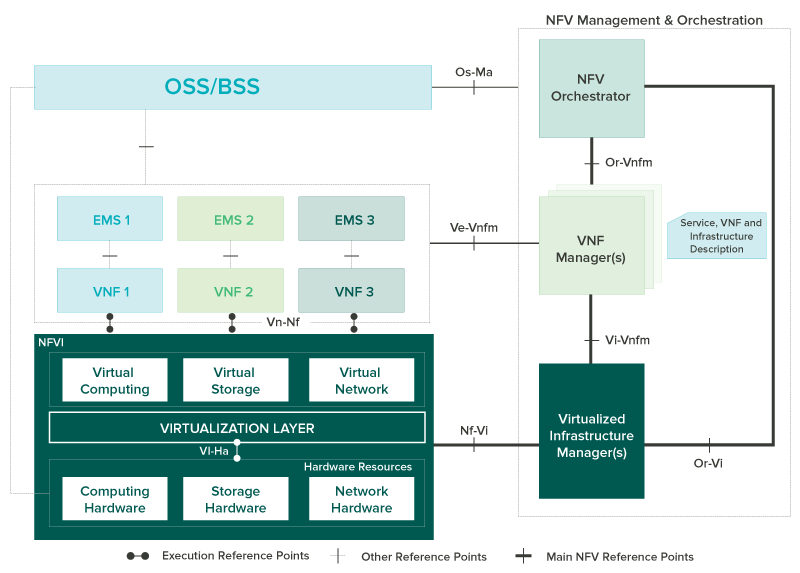 NFV Management & Orchestration
OSS/BSS
Os-Ma
NFV
Orchestrator
Or-Vnfm
EMS 1
EMS 2
EMS 3
Ve-Vnfm
VNF
Manager(s)
Service, VNF and
Infrastructure
Description
VNF 1
VNF 2
VNF 3
Vn-Nf
Vi-Vnfm
NFVI
Virtual
Computing
Virtual
Storage
Virtual
Network
VIRTUALIZATION LAYER
VI-Ha
Nf-Vi
Virtualized
Infrastructure
Manager(s)
Or-Vi
Hardware Resources
Computing
Hardware
Storage
Hardware
Network
Hardware
Execution Reference Points
Other Reference Points
Main NFV Reference Points